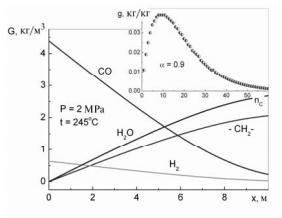 G, кг/м³
g, кг/кг
0.03
0.02
0.01
0.00
α = 0.9
0 10 20 30 40 50
n_C
5
4
3
2
1
0
CO
P = 2 MPa
t = 245°C
H₂O
- CH₂-
H₂
0 2 4 6 8
x, м